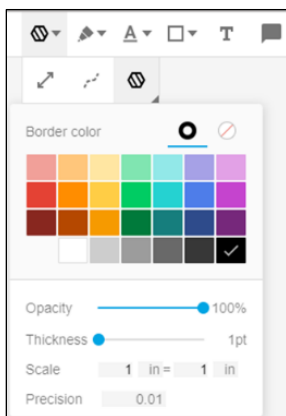 A T
Border color
Opacity 100%
Thickness 1pt
Scale 1 in = 1 in
Precision 0.01